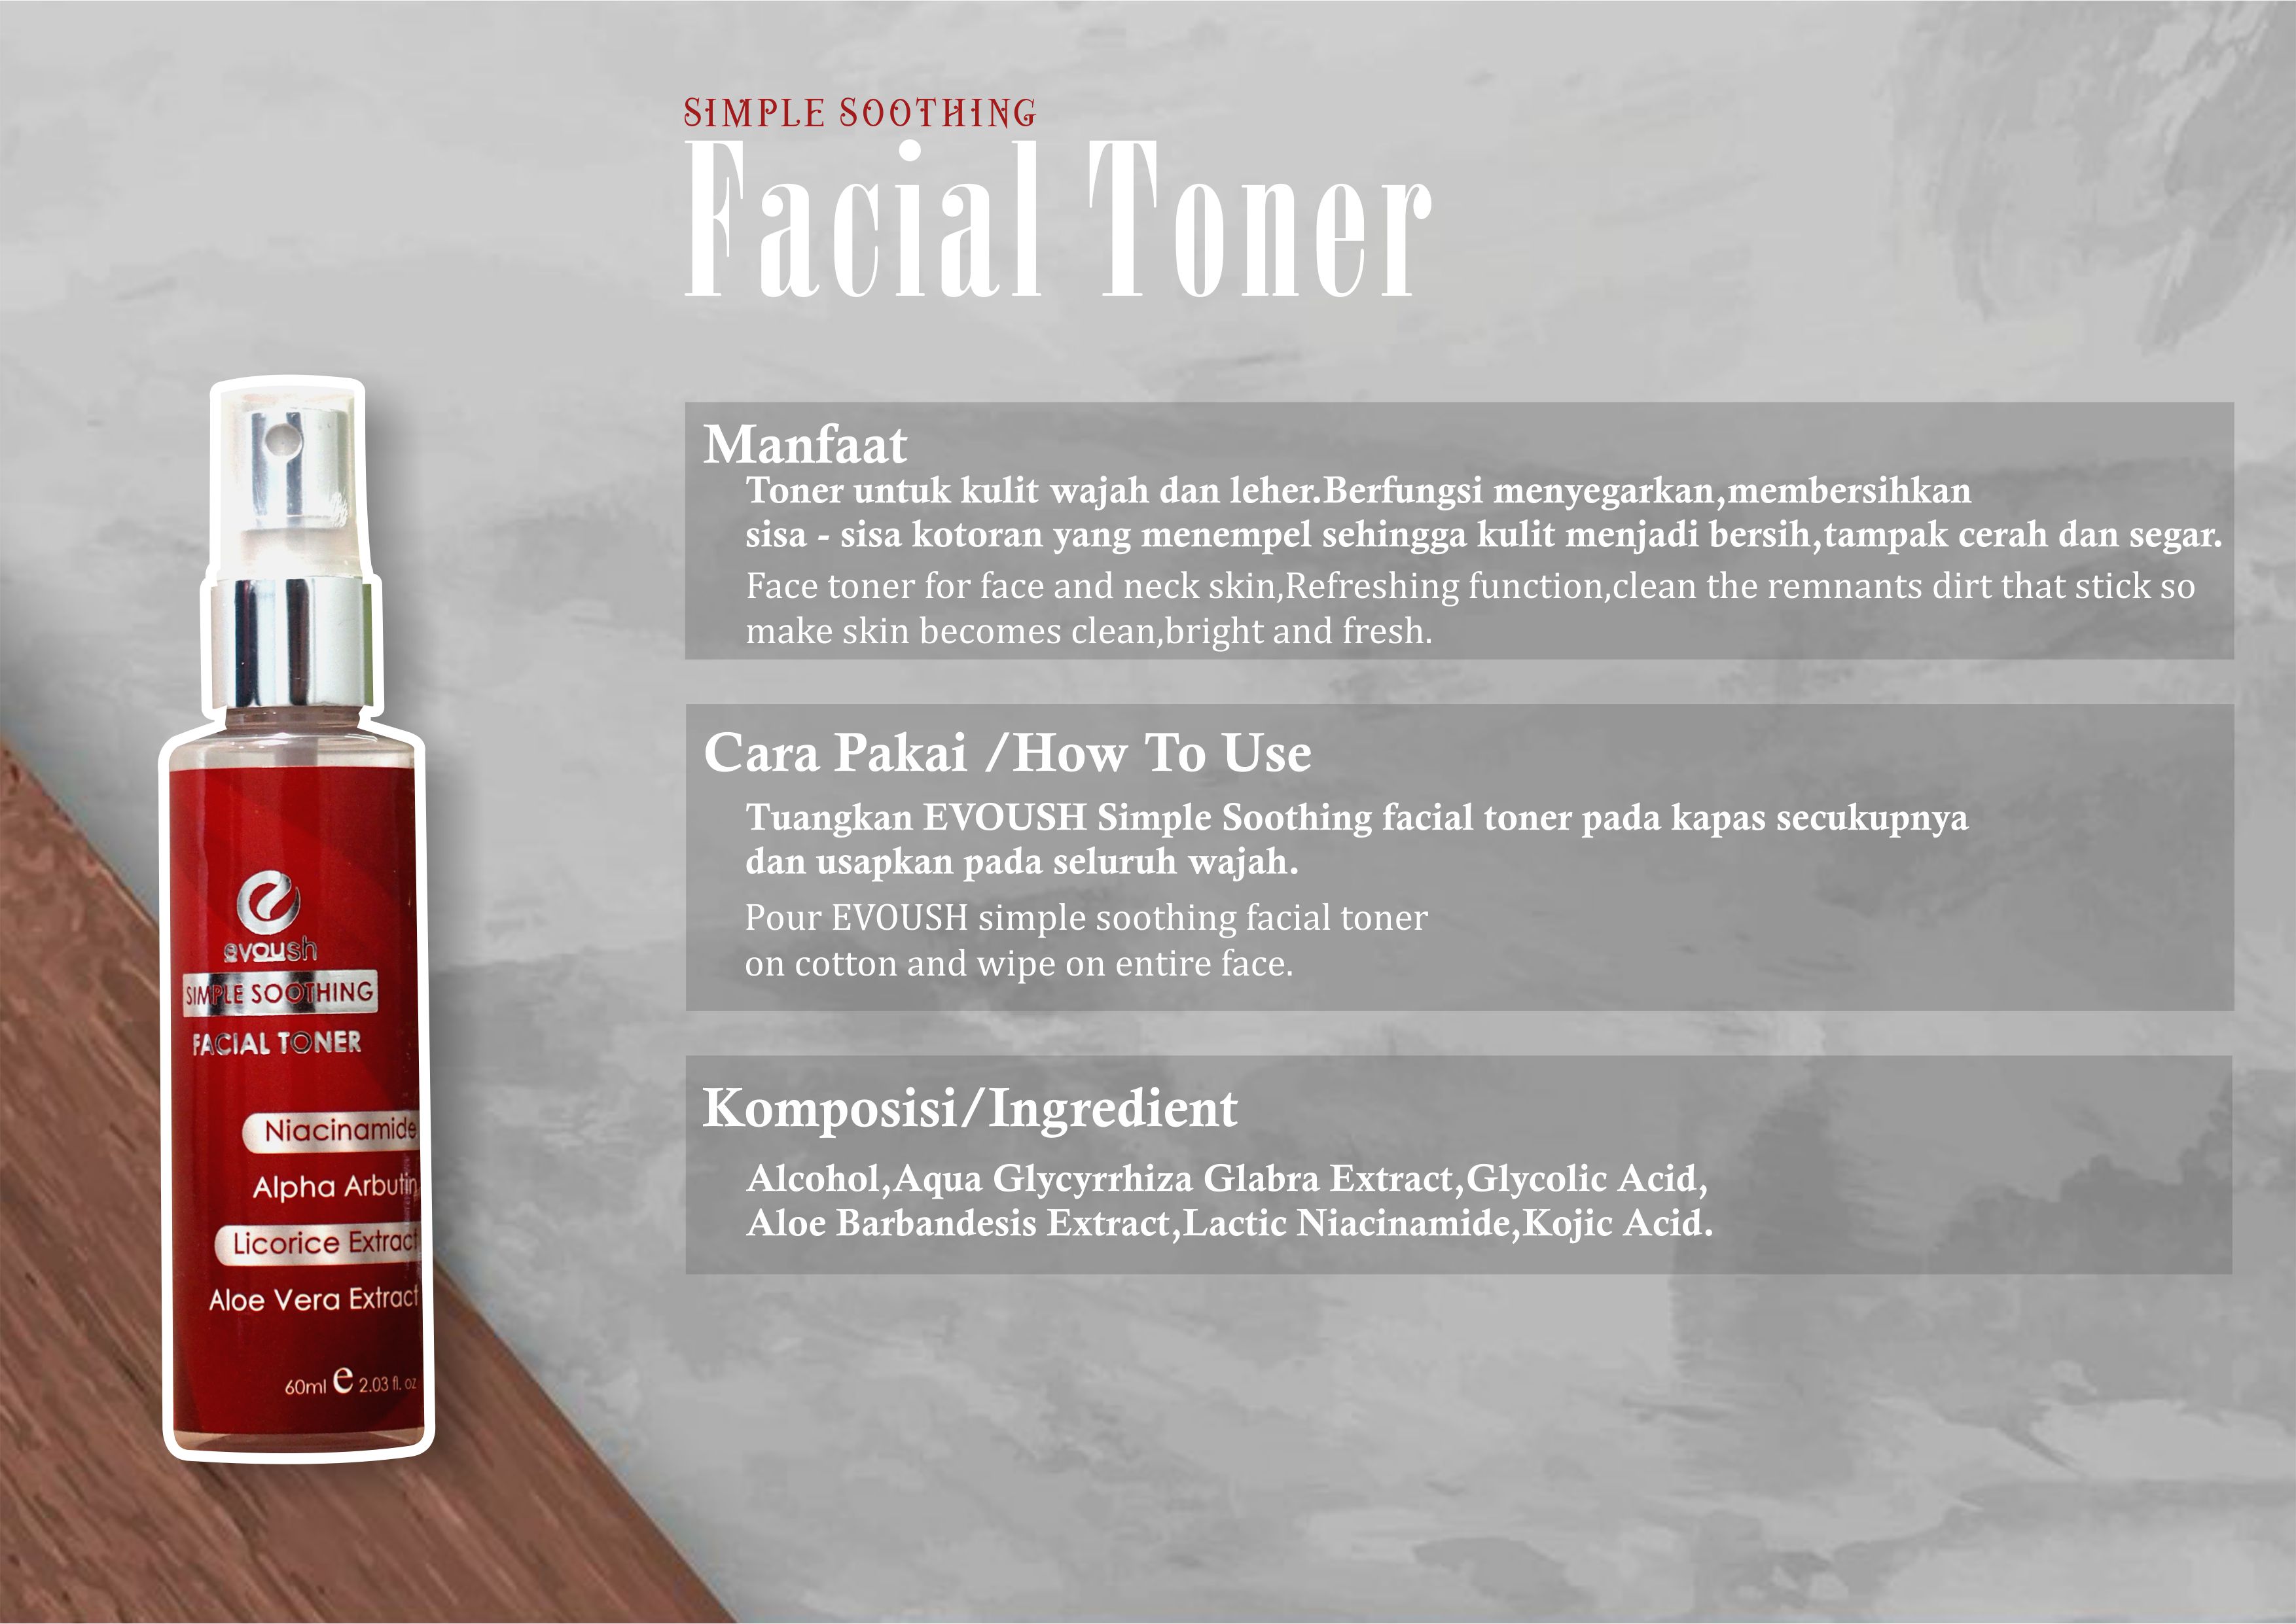 SIMPLE SOOTHING
Facial Toner
Manfaat
Toner untuk kulit wajah dan leher.Berfungsi menyegarkan,membersihkan
sisa - sisa kotoran yang menempel sehingga kulit menjadi bersih,tampak cerah dan segar.
Face toner for face and neck skin,Refreshing function,clean the remnants dirt that stick so
make skin becomes clean,bright and fresh.
Cara Pakai /How To Use
Tuangkan EVOUSH Simple Soothing facial toner pada kapas secukupnya
dan usapkan pada seluruh wajah.
Pour EVOUSH simple soothing facial toner
on cotton and wipe on entire face.
Komposisi/Ingredient
Alcohol,Aqua Glycyrrhiza Glabra Extract,Glycolic Acid,
Aloe Barbandesis Extract,Lactic Niacinamide,Kojic Acid.
evoush
SIMPLE SOOTHING
FACIAL TONER
Niacinamide
Alpha Arbutin
Licorice Extract
Aloe Vera Extract
60ml e 2.03 fl. oz